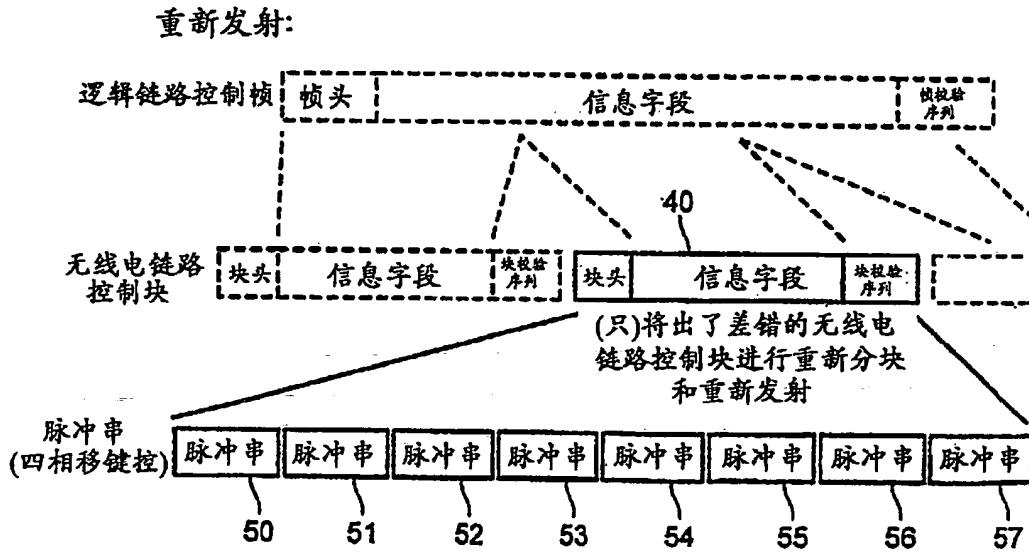 重新发射:
逻辑链路控制帧
帧头
信息字段
帧校验
序列
40
无线电链路
控制块
块头
信息字段
块校验
序列
块头
信息字段
块校验
序列
(只)将出了差错的无线电
链路控制块进行重新分块
和重新发射
脉冲串
(四相移键控)
脉冲串
脉冲串
脉冲串
脉冲串
脉冲串
脉冲串
脉冲串
脉冲串
50
51
52
53
54
55
56
57